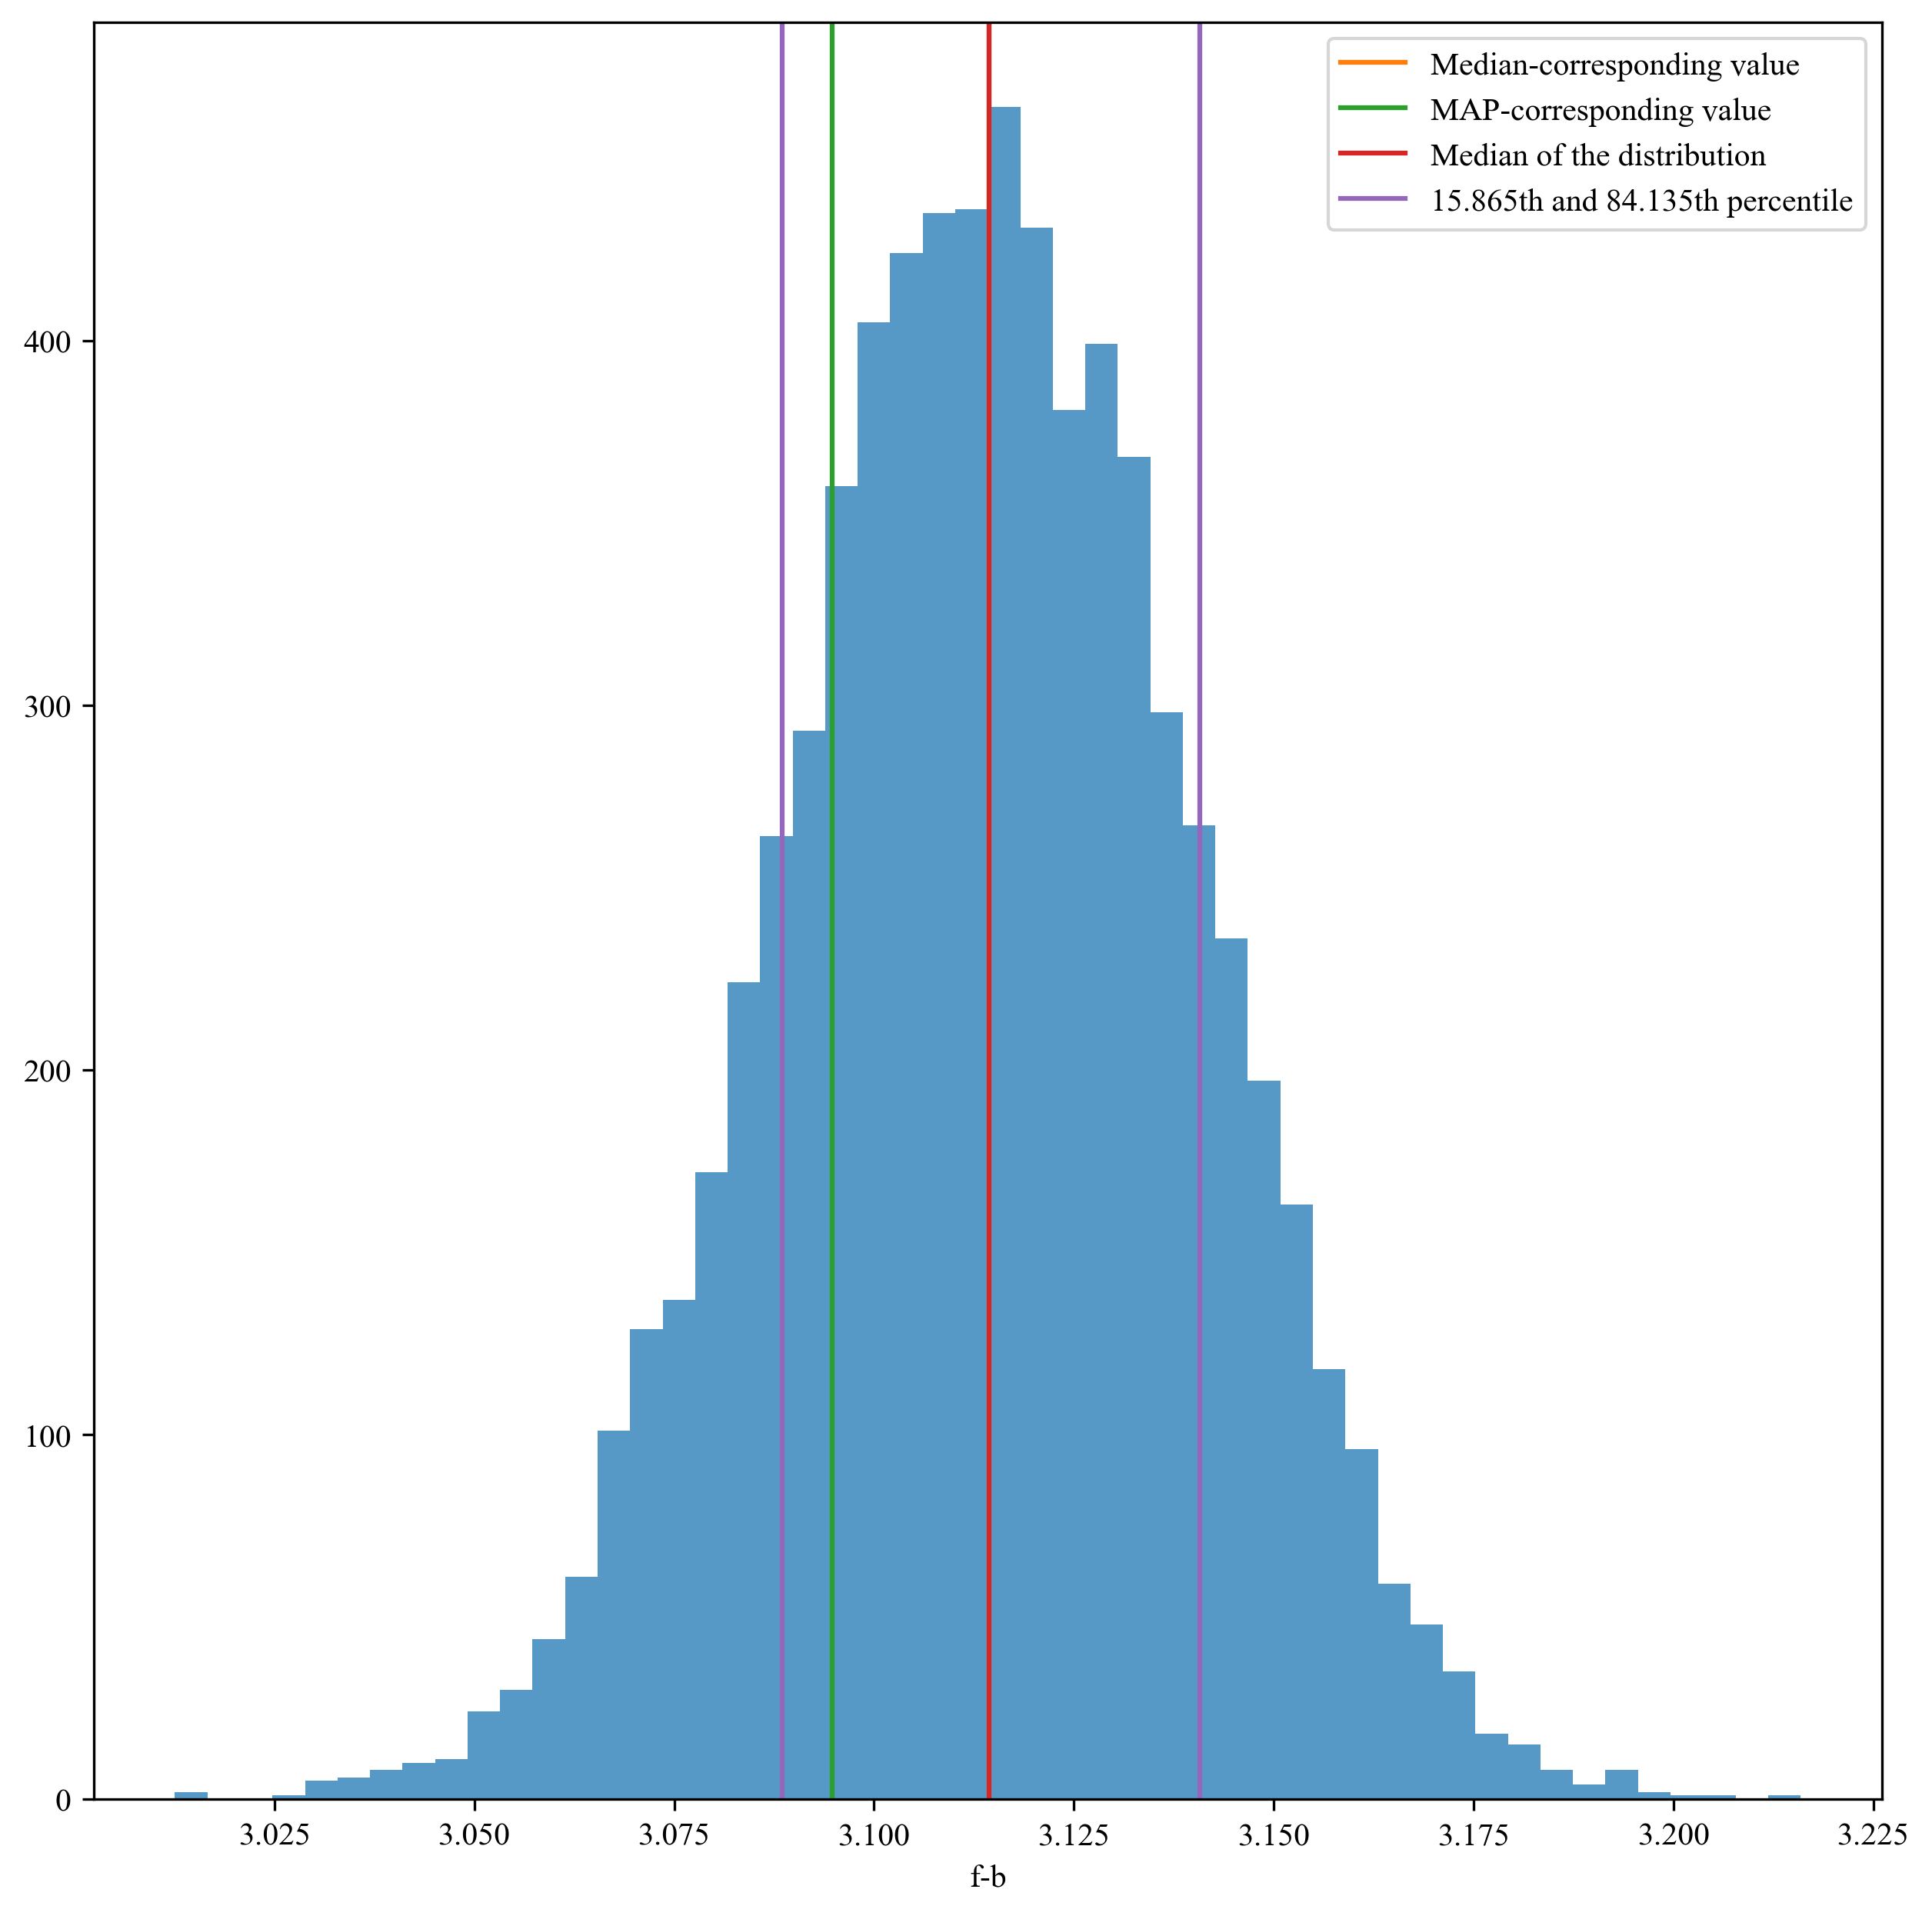 Median-corresponding value
MAP-corresponding value
Median of the distribution
15.865th and 84.135th percentile
400
300
200
100
0
3.025 3.050 3.075 3.100 3.125 3.150 3.175 3.200 3.225
f-b